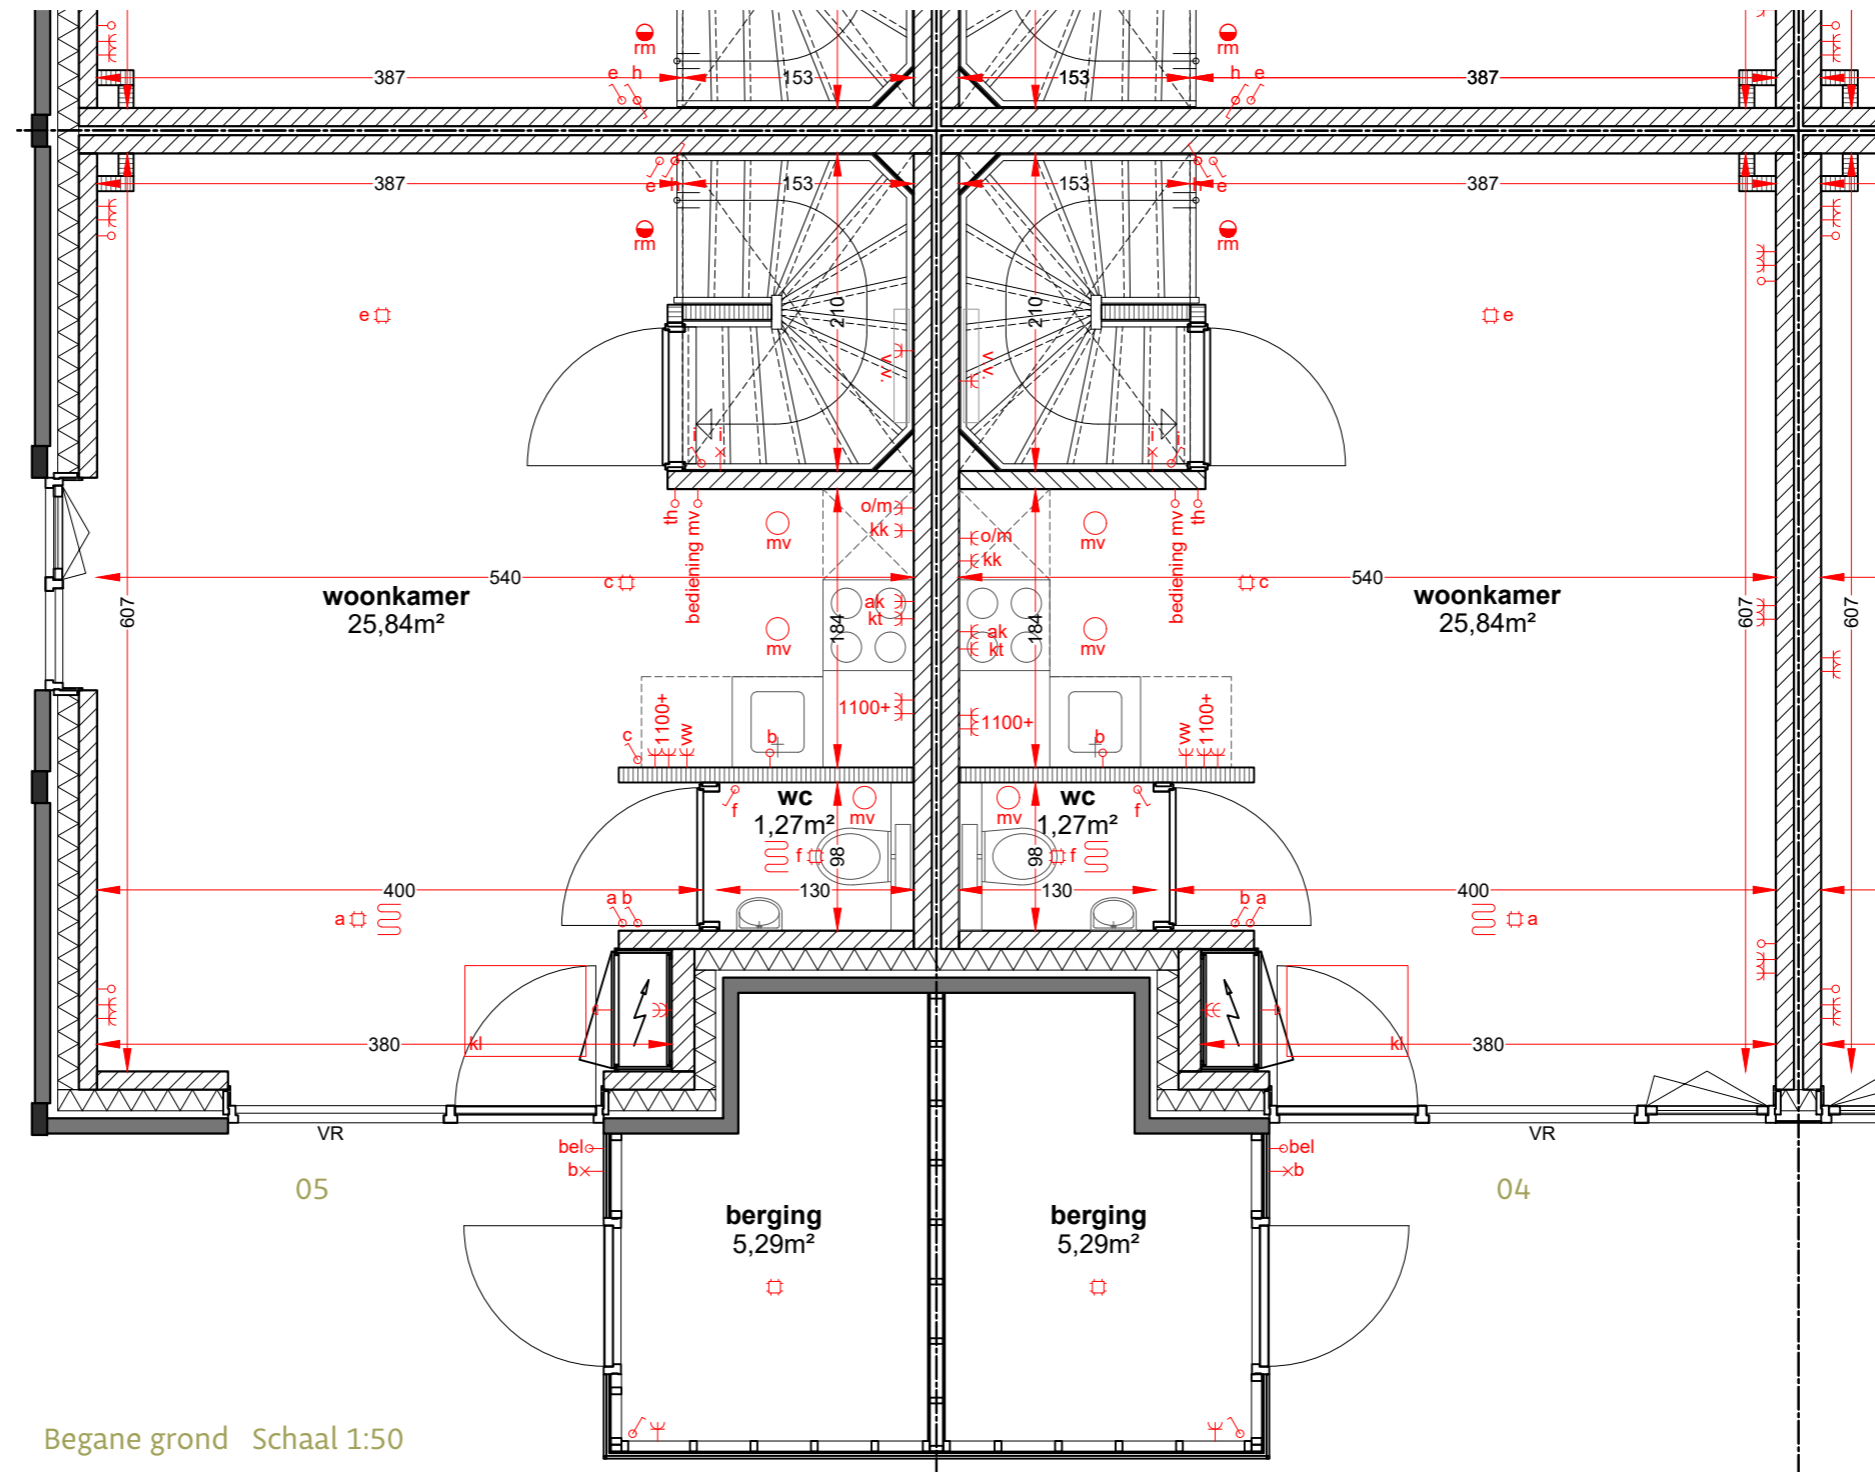 rm
rm
e h
h e
387
153
153
387
387
153
153
387
e
e
rm
rm
e
210
210
e
v.v.
v.v.
i i
i i
th
bediening mv
mv
o/m
kk
o/m
kk
mv
bediening mv
th
540
c
c
540
woonkamer
25,84m²
woonkamer
25,84m²
607
607
607
ak
kt
184
ak
kt
184
mv
mv
1100+
1100+
c
1100+
vw
b
b
vw
1100+
wc
1,27m²
wc
1,27m²
f
mv
mv
f
f
98
98
f
400
130
130
400
a b
b a
a
a
380
kl
kl
380
VR
VR
bel
b
bel
b
05
04
berging
5,29m²
berging
5,29m²
Begane grond Schaal 1:50